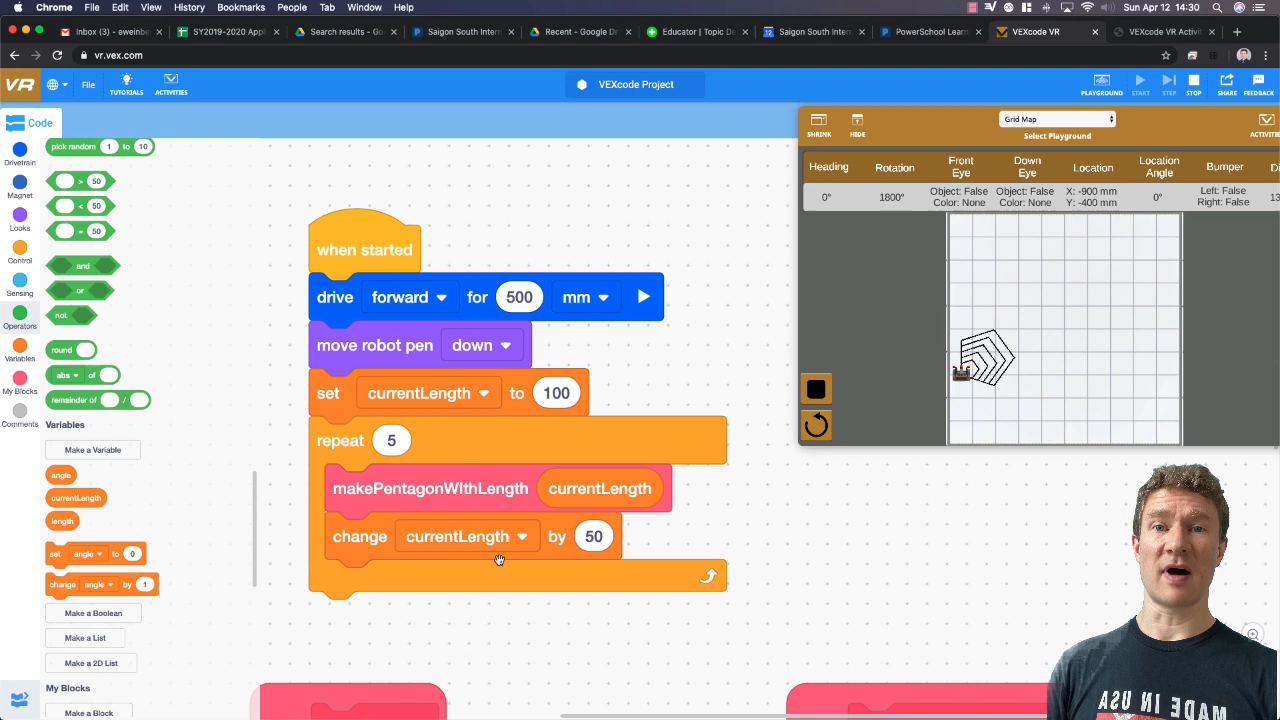 Chrome File Edit View History Bookmarks People Tab Window Help Sun Apr 12 14:30
Inbox (3) - eweinbe SY2019-2020 Appli Search results - Go Saigon South Intern Recent - Google Dr Educator | Topic De Saigon South Intern PowerSchool Learn VEXcode VR VEXcode VR Activit
vr.vex.com
VR File TUTORIALS ACTIVITIES VEXcode Project PLAYGROUND START STEP STOP SHARE FEEDBACK
Code
Drivetrain
Magnet
Looks
Control
Sensing
Operators
Variables
My Blocks
Comments
pick random 1 to 10
> 50
< 50
= 50
and
or
not
round
abs of
remainder of /
Variables
Make a Variable
angle
currentLength
length
set angle to 0
change angle by 1
Make a Boolean
Make a List
Make a 2D List
My Blocks
Make a Block
when started
drive forward for 500 mm
move robot pen down
set currentLength to 100
repeat 5
makePentagonWIthLength currentLength
change currentLength by 50
SHRINK HIDE Grid Map ACTIVITIE
Select Playground
Heading Rotation Front Eye Down Eye Location Location Angle Bumper Di
0° 1800° Object: False Color: None Object: False Color: None X: -900 mm Y: -400 mm 0° Left: False Right: False 13
MADE IN USA